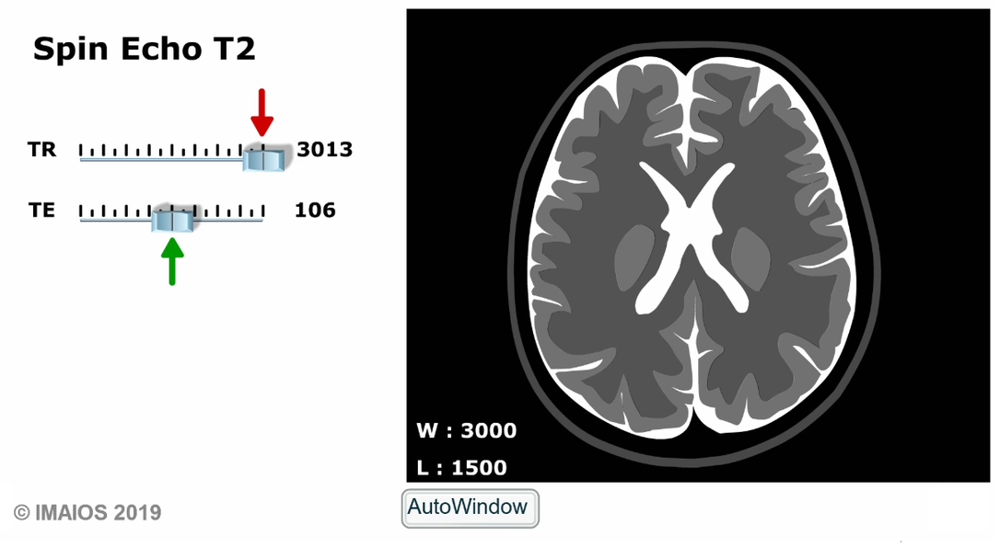 Spin Echo T2
TR 3013
TE 106
W : 3000
L : 1500
AutoWindow
© IMAIOS 2019